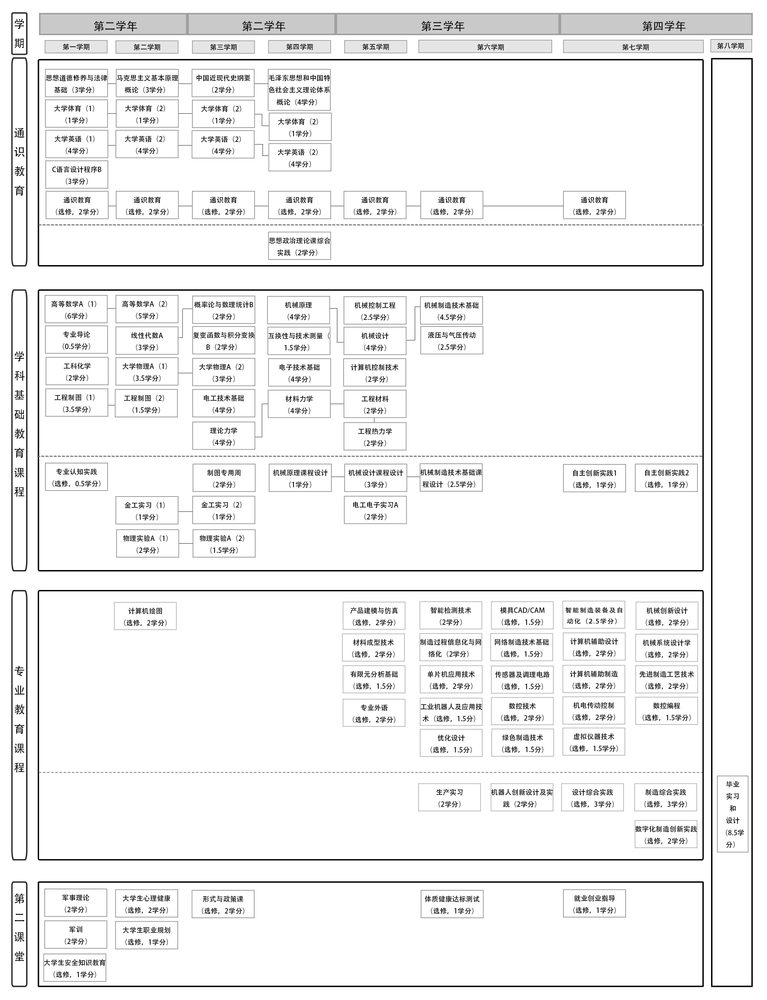 学
期
第二学年
第二学年
第三学年
第四学年
第一学期
第二学期
第三学期
第四学期
第五学期
第六学期
第七学期
第八学期
通
识
教
育
思想道德修养与法律
基础（3学分）
马克思主义基本原理
概论（3学分）
中国近现代史纲要
（2学分）
毛泽东思想和中国特
色社会主义理论体系
概论（4学分）
大学体育（1）
（1学分）
大学体育（2）
（1学分）
大学体育（2）
（1学分）
大学体育（2）
（1学分）
大学英语（1）
（4学分）
大学英语（2）
（4学分）
大学英语（2）
（4学分）
大学英语（2）
（4学分）
C语言设计程序B
（3学分）
通识教育
（选修，2学分）
通识教育
（选修，2学分）
通识教育
（选修，2学分）
通识教育
（选修，2学分）
通识教育
（选修，2学分）
通识教育
（选修，2学分）
通识教育
（选修，2学分）
思想政治理论课综合
实践（2学分）
学
科
基
础
教
育
课
程
高等数学A（1）
（6学分）
高等数学A（2）
（5学分）
概率论与数理统计B
（2学分）
机械原理
（4学分）
机械控制工程
（2.5学分）
机械制造技术基础
（4.5学分）
专业导论
（0.5学分）
线性代数A
（3学分）
复变函数与积分变换
B（2学分）
互换性与技术测量（
1.5学分）
机械设计
（4学分）
液压与气压传动
（2.5学分）
工科化学
（2学分）
大学物理A（1）
（3.5学分）
大学物理A（2）
（3学分）
电子技术基础
（4学分）
计算机控制技术
（2学分）
工程制图（1）
（3.5学分）
工程制图（2）
（1.5学分）
电工技术基础
（4学分）
材料力学
（4学分）
工程材料
（2学分）
理论力学
（4学分）
工程热力学
（2学分）
专业认知实践
（选修，0.5学分）
制图专用周
（2学分）
机械原理课程设计
（1学分）
机械设计课程设计
（3学分）
机械制造技术基础课
程设计（2.5学分）
自主创新实践1
（选修，1学分）
自主创新实践2
（选修，1学分）
金工实习（1）
（1学分）
金工实习（2）
（1学分）
电工电子实习A
（2学分）
物理实验A（1）
（2学分）
物理实验A（2）
（1.5学分）
专
业
教
育
课
程
计算机绘图
（选修，2学分）
产品建模与仿真
（选修，2学分）
智能检测技术
（2学分）
模具CAD/CAM
（选修，1.5分）
智能制造装备及自
动化（2.5学分）
机械创新设计
（选修，2学分）
材料成型技术
（选修，2学分）
制造过程信息化与网
络化（2学分）
网络制造技术基础
（选修，1.5分）
计算机辅助设计
（选修，2学分）
机械系统设计学
（选修，2学分）
有限元分析基础
（选修，1.5分）
单片机应用技术
（选修，2学分）
传感器及调理电路
（选修，1.5分）
计算机辅助制造
（选修，2学分）
先进制造工艺技术
（选修，2学分）
专业外语
（选修，2学分）
工业机器人及应用技
术（选修，1.5分）
数控技术
（选修，2学分）
机电传动控制
（选修，2学分）
数控编程
（选修，1.5学分）
优化设计
（选修，1.5分）
绿色制造技术
（选修，1.5分）
虚拟仪器技术
（选修，1.5学分）
生产实习
（2学分）
机器人创新设计及实
践（2学分）
设计综合实践
（选修，3学分）
制造综合实践
（选修，3学分）
数字化制造创新实践
（选修，2学分）
毕业
实习
和
设计
（8.5学
分）
第
二
课
堂
军事理论
（2学分）
大学生心理健康
（选修，2学分）
形式与政策课
（选修，2学分）
体质健康达标测试
（选修，1学分）
就业创业指导
（选修，1学分）
军训
（2学分）
大学生职业规划
（选修，1学分）
大学生安全知识教育
（选修，1学分）